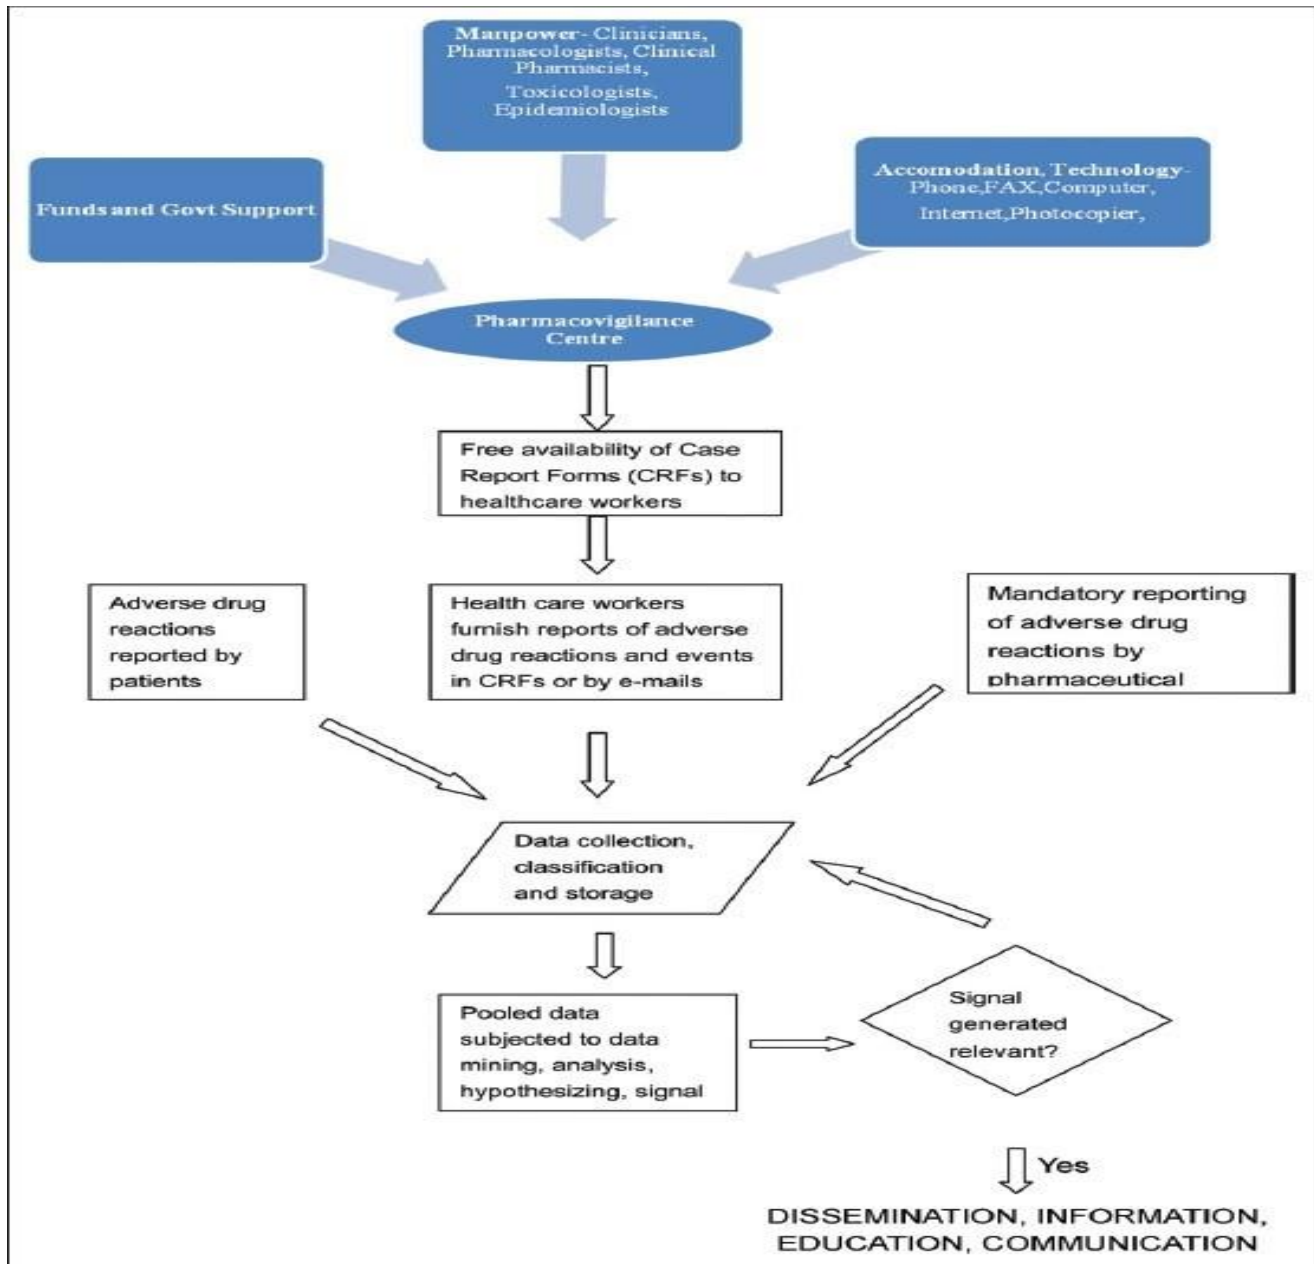 Manpower- Clinicians,
Pharmacologists, Clinical
Pharmacists,
Toxicologists,
Epidemiologists
Funds and Govt Support
Accomodation, Technology-
Phone,FAX,Computer,
Internet,Photocopier,
Pharmacovigilance
Centre
Free availability of Case
Report Forms (CRFs) to
healthcare workers
Adverse drug
reactions
reported by
patients
Health care workers
furnish reports of adverse
drug reactions and events
in CRFs or by e-mails
Mandatory reporting
of adverse drug
reactions by
pharmaceutical
Data collection,
classification
and storage
Pooled data
subjected to data
mining, analysis,
hypothesizing, signal
Signal
generated
relevant?
Yes
DISSEMINATION, INFORMATION,
EDUCATION, COMMUNICATION